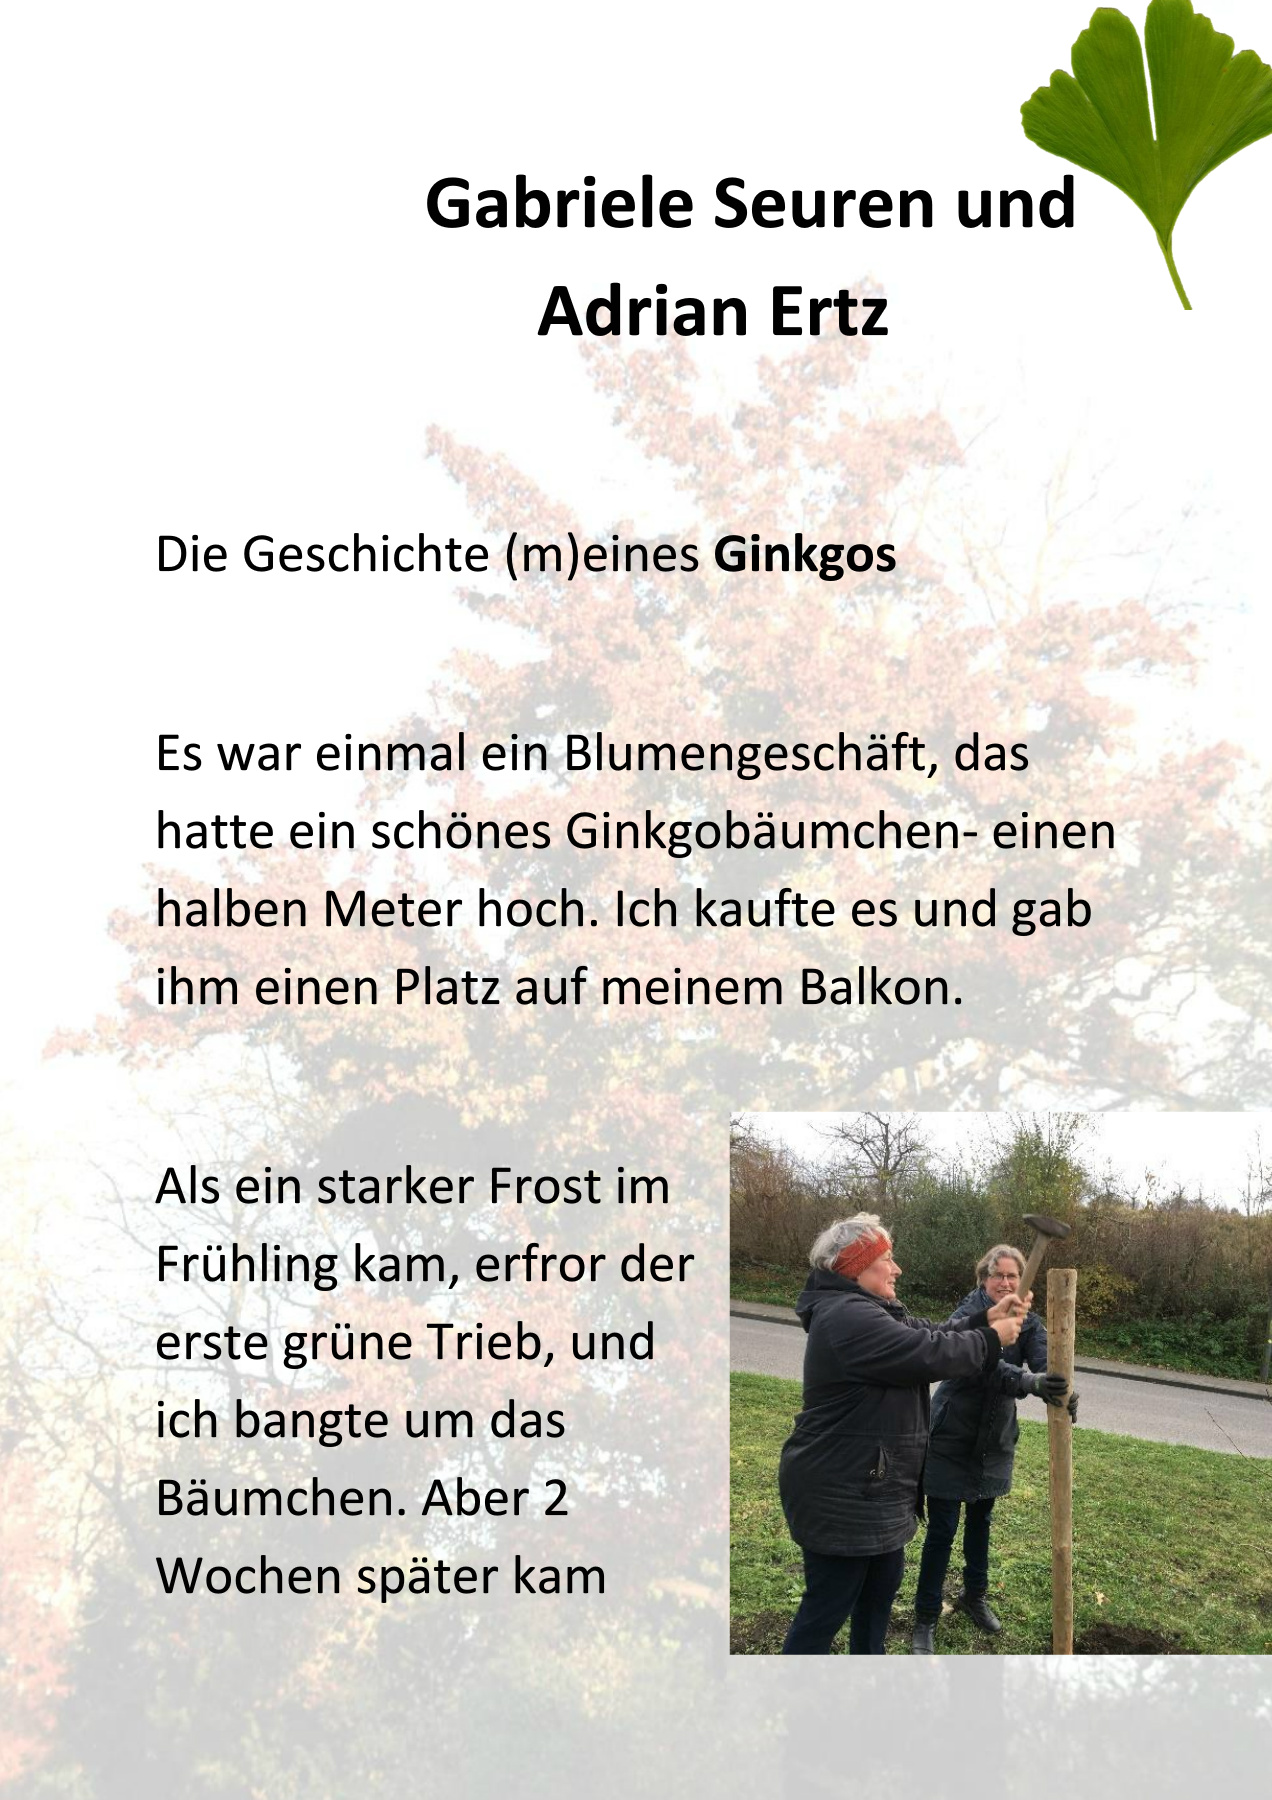 Gabriele Seuren und
Adrian Ertz
Die Geschichte (m)eines Ginkgos
Es war einmal ein Blumengeschäft, das
hatte ein schönes Ginkgobäumchen- einen
halben Meter hoch. Ich kaufte es und gab
ihm einen Platz auf meinem Balkon.
Als ein starker Frost im
Frühling kam, erfror der
erste grüne Trieb, und
ich bangte um das
Bäumchen. Aber 2
Wochen später kam